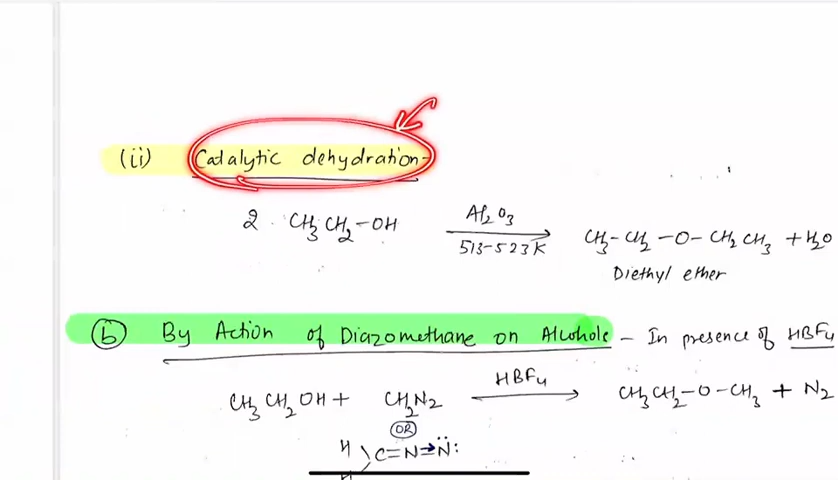 (ii) Catalytic dehydration-
2 CH3CH2-OH Al2O3 513-523K CH3-CH2-O-CH2CH3 + H2O
Diethyl ether
(b) By Action of Diazomethane on Alcohole - In presence of HBF4
CH3CH2OH + CH2N2 HBF4 CH3CH2-O-CH3 + N2
(OR)
H
C=N→N:
H